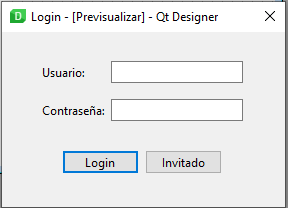 Login - [Previsualizar] - Qt Designer
Usuario:
Contraseña:
Login Invitado